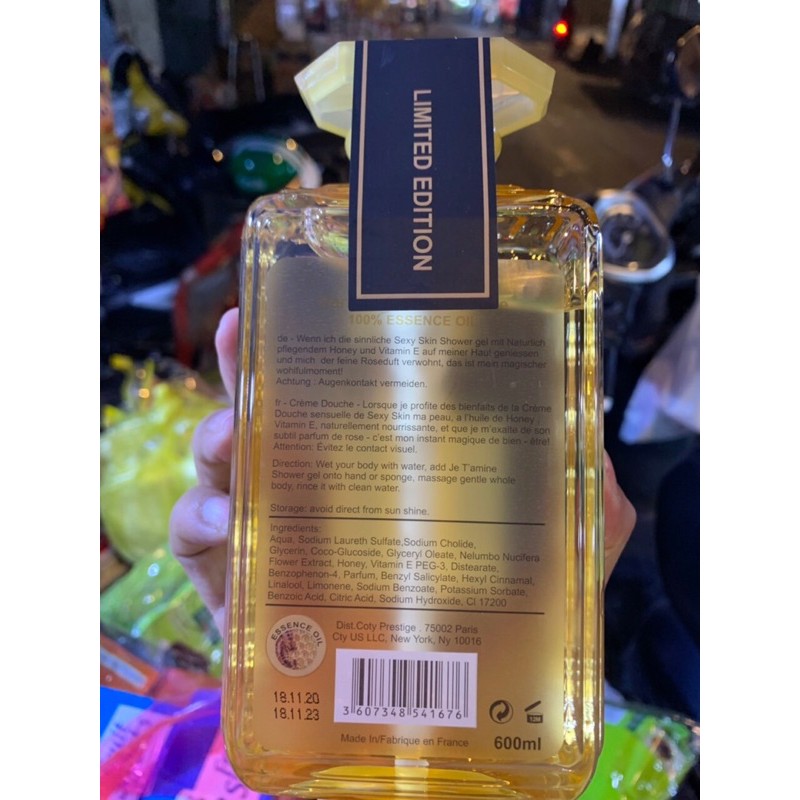 LIMITED EDITION
100% ESSENCE OIL
de - Wenn ich die sinnliche Sexy Skin Shower gel mit Naturlich
pflegendem Honey und Vitamin E auf meiner Haut geniessen
und mich der feine Roseduft verwohnt, das ist mein magischer
wohlfulmoment!
Achtung : Augenkontakt vermeiden.
fr - Crème Douche - Lorsque je profite des bienfaits de la Crème
Douche sensuelle de Sexy Skin ma peau, a l'huile de Honey ,
Vitamin E, naturellement nourrissante, et que je m'exalte de son
subtil parfum de rose - c'est mon instant magique de bien - être!
Attention: Évitez le contact visuel.
Direction: Wet your body with water, add Je T'amine
Shower gel onto hand or sponge, massage gentle whole
body, rince it with clean water.
Storage: avoid direct from sun shine.
Ingredients:
Aqua, Sodium Laureth Sulfate,Sodium Cholide,
Glycerin, Coco-Glucoside, Glyceryl Oleate, Nelumbo Nucifera
Flower Extract, Honey, Vitamin E PEG-3, Distearate,
Benzophenon-4, Parfum, Benzyl Salicylate, Hexyl Cinnamal,
Linalool, Limonene, Sodium Benzoate, Potassium Sorbate,
Benzoic Acid, Citric Acid, Sodium Hydroxide, CI 17200
ESSENCE OIL
Dist.Coty Prestige . 75002 Paris
Cty US LLC, New York, Ny 10016
18.11.20
18.11.23
3 607348 541676
12M
Made In/Fabrique en France
600ml